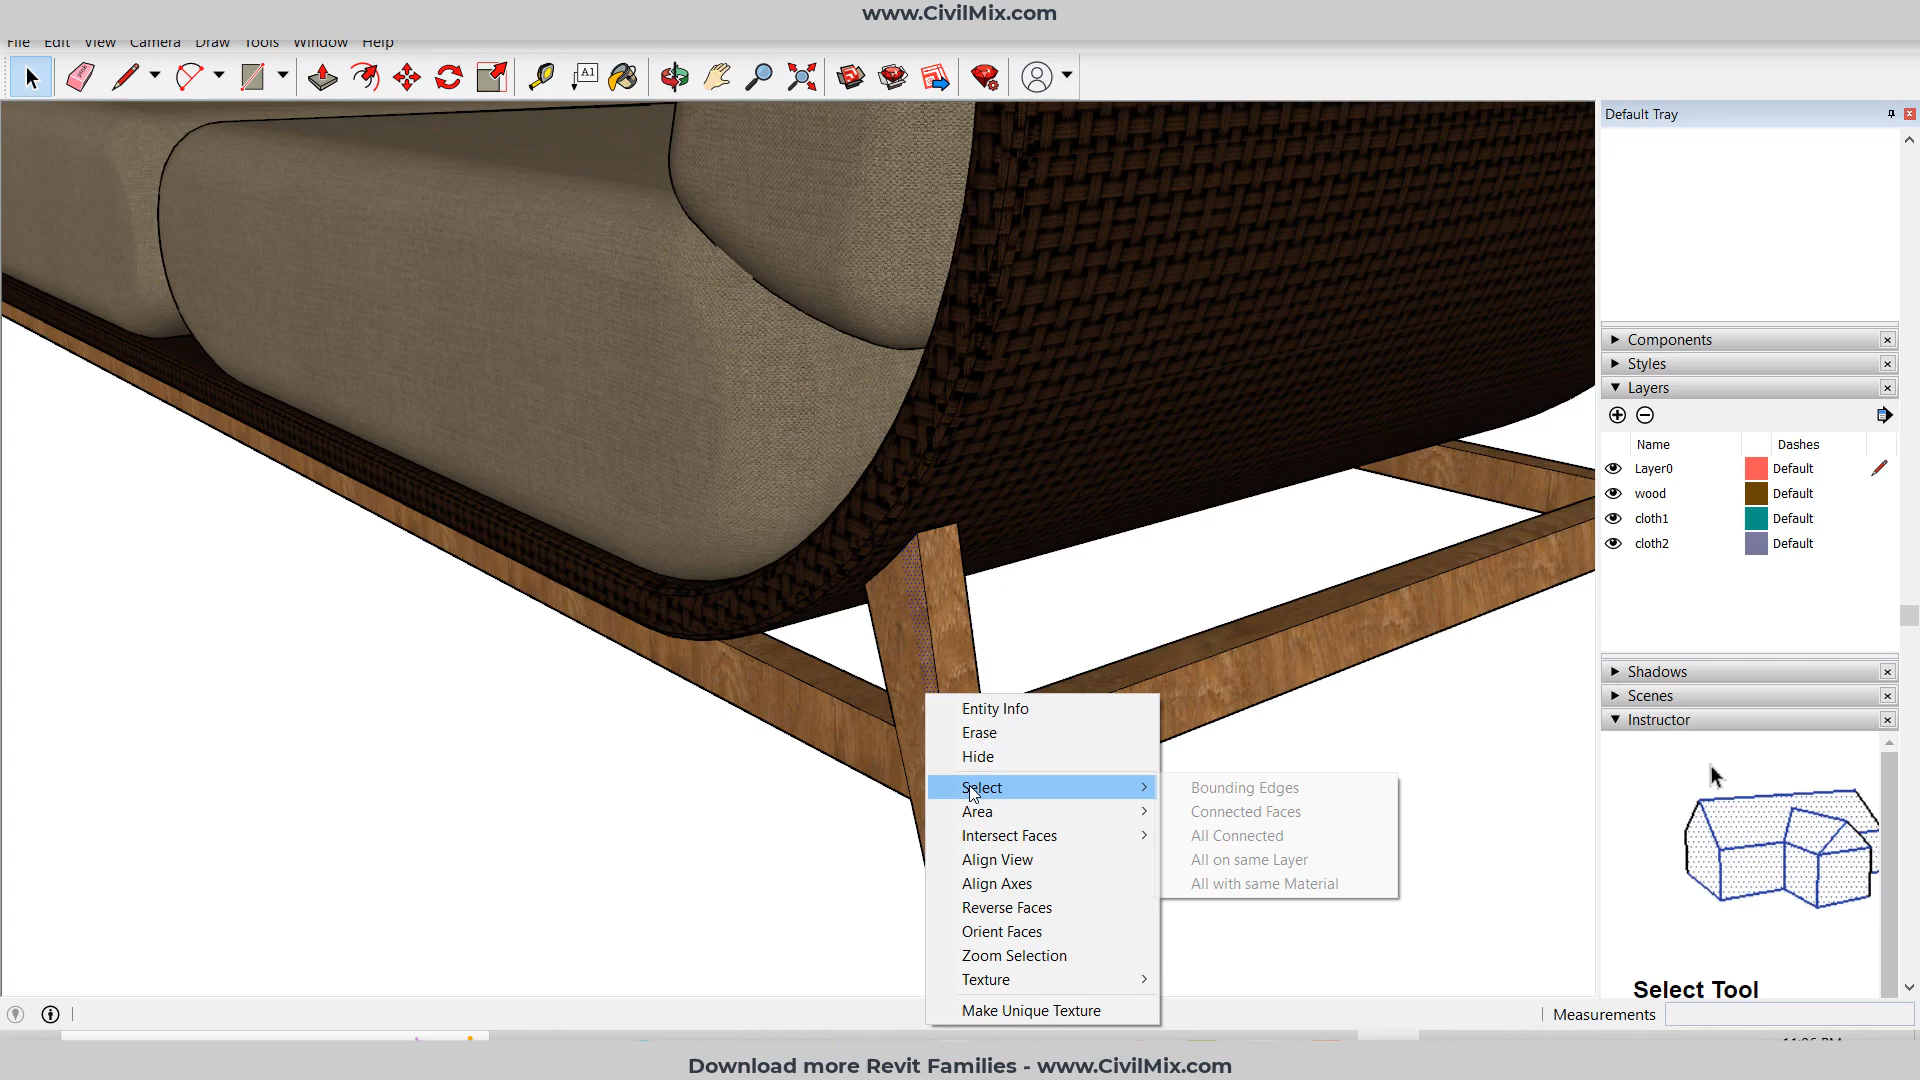 www.CivilMix.com
File Edit View Camera Draw Tools Window Help
A1
Default Tray
Components
Styles
Layers
Name Dashes
Layer0 Default
wood Default
cloth1 Default
cloth2 Default
Shadows
Scenes
Instructor
Entity Info
Erase
Hide
Select
Area
Intersect Faces
Align View
Align Axes
Reverse Faces
Orient Faces
Zoom Selection
Texture
Make Unique Texture
Bounding Edges
Connected Faces
All Connected
All on same Layer
All with same Material
Select Tool
Measurements
Download more Revit Families - www.CivilMix.com